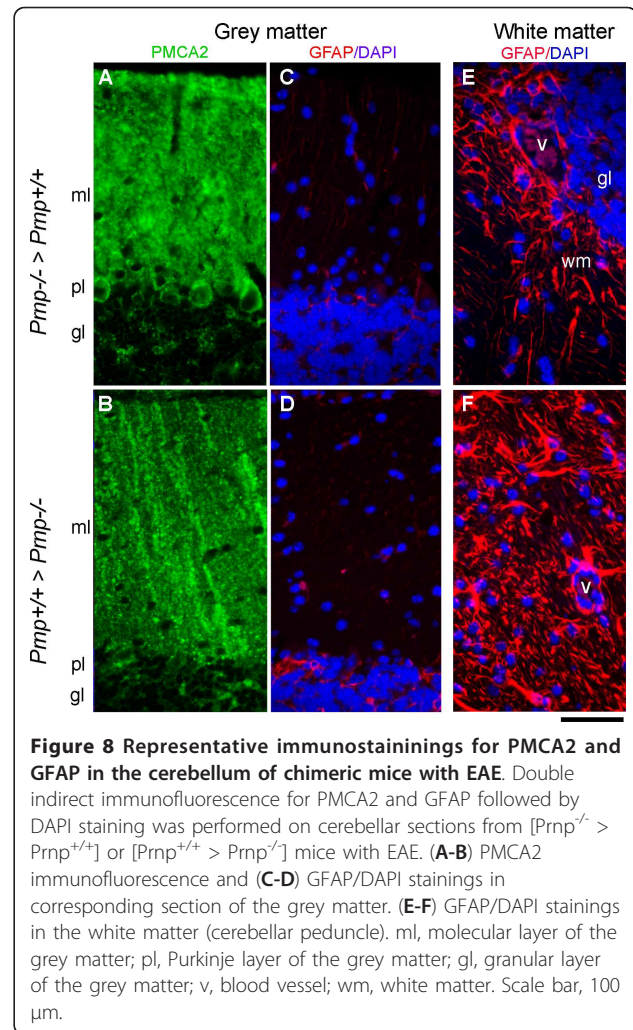 Grey matter White matter
PMCA2 GFAP/DAPI GFAP/DAPI
A C E
v
gl
ml
wm
Prnp-/- > Prnp+/+
pl
gl
B D F
ml
v
Prnp+/+ > Prnp-/-
pl
gl
Figure 8 Representative immunostaininings for PMCA2 and
GFAP in the cerebellum of chimeric mice with EAE. Double
indirect immunofluorescence for PMCA2 and GFAP followed by
DAPI staining was performed on cerebellar sections from [Prnp-/- >
Prnp+/+] or [Prnp+/+ > Prnp-/-] mice with EAE. (A-B) PMCA2
immunofluorescence and (C-D) GFAP/DAPI stainings in
corresponding section of the grey matter. (E-F) GFAP/DAPI stainings
in the white matter (cerebellar peduncle). ml, molecular layer of the
grey matter; pl, Purkinje layer of the grey matter; gl, granular layer
of the grey matter; v, blood vessel; wm, white matter. Scale bar, 100
μm.